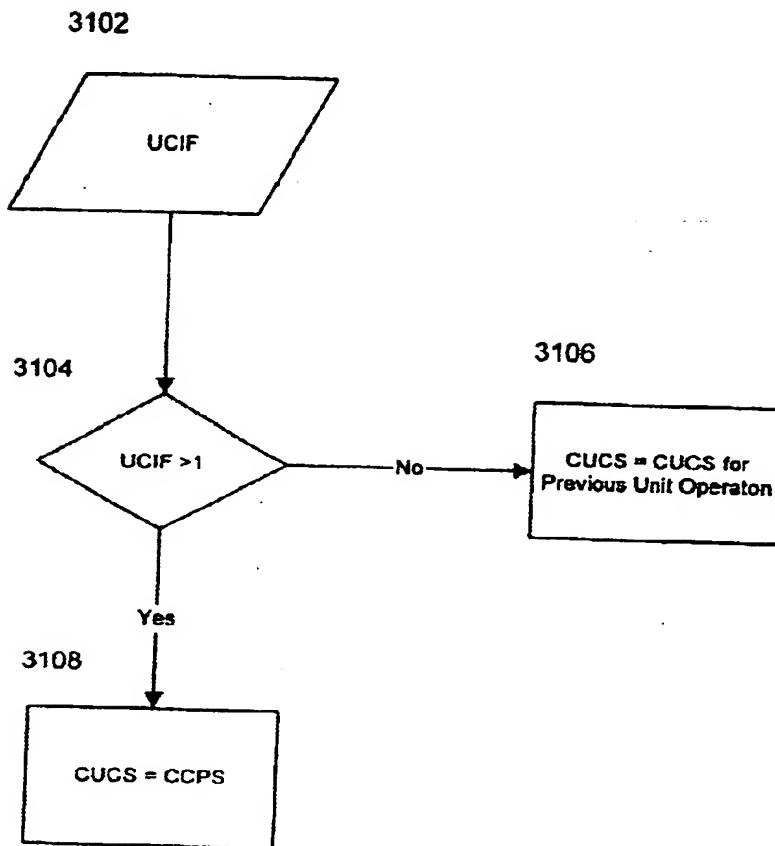 3102
UCIF
3104
UCIF >1
No
3106
CUCS = CUCS for
Previous Unit Operaton
Yes
3108
CUCS = CCPS